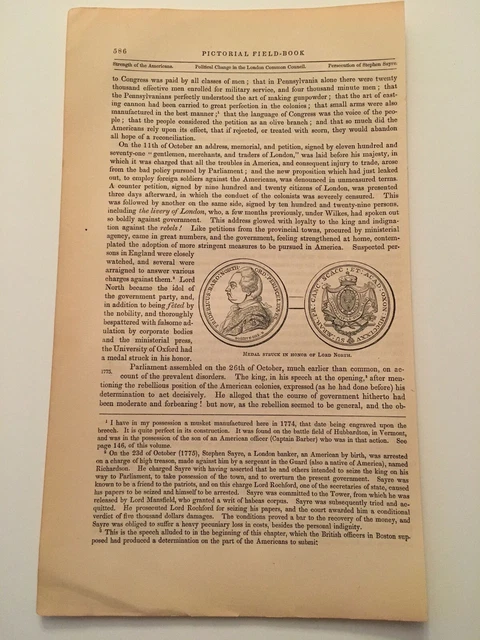 586
PICTORIAL FIELD-BOOK
Strength of the Americans.
Political Change in the London Common Council.
Persecution of Stephen Sayre.
to Congress was paid by all classes of men; that in Pennsylvania alone there were twenty
thousand effective men enrolled for military service, and four thousand minute men; that
the Pennsylvanians perfectly understood the art of making gunpowder; that the art of cast-
ing cannon had been carried to great perfection in the colonies; that small arms were also
manufactured in the best manner;¹ that the language of Congress was the voice of the peo-
ple; that the people considered the petition as an olive branch; and that so much did the
Americans rely upon its effect, that if rejected, or treated with scorn, they would abandon
all hope of a reconciliation.
On the 11th of October an address, memorial, and petition, signed by eleven hundred and
seventy-one "gentlemen, merchants, and traders of London," was laid before his majesty, in
which it was charged that all the troubles in America, and consequent injury to trade, arose
from the bad policy pursued by Parliament; and the new proposition which had just leaked
out, to employ foreign soldiers against the Americans, was denounced in unmeasured terms.
A counter petition, signed by nine hundred and twenty citizens of London, was presented
three days afterward, in which the conduct of the colonists was severely censured. This
was followed by another on the same side, signed by ten hundred and twenty-nine persons,
including the livery of London, who, a few months previously, under Wilkes, had spoken out
so boldly against government. This address glowed with loyalty to the king and indigna-
tion against the rebels! Like petitions from the provincial towns, procured by ministerial
agency, came in great numbers, and the government, feeling strengthened at home, contem-
plated the adoption of more stringent measures to be pursued in America. Suspected per-
sons in England were closely
watched, and several were
arraigned to answer various
charges against them.² Lord
North became the idol of
the government party, and,
in addition to being fêted by
the nobility, and thoroughly
bespattered with fulsome adu-
lation by corporate bodies
and the ministerial press,
the University of Oxford had
a medal struck in his honor.
Medal struck in honor of Lord North.
Parliament assembled on the 26th of October, much earlier than common, on ac-
1775.
count of the prevalent disorders. The king, in his speech at the opening,³ after men-
tioning the rebellious position of the American colonies, expressed (as he had done before) his
determination to act decisively. He alleged that the course of government hitherto had
been moderate and forbearing! but now, as the rebellion seemed to be general, and the ob-
¹ I have in my possession a musket manufactured here in 1774, that date being engraved upon the
breech. It is quite perfect in its construction. It was found on the battle field of Hubbardton, in Vermont,
and was in the possession of the son of an American officer (Captain Barber) who was in that action. See
page 146, of this volume.
² On the 23d of October (1775), Stephen Sayre, a London banker, an American by birth, was arrested
on a charge of high treason, made against him by a sergeant in the Guard (also a native of America), named
Richardson. He charged Sayre with having asserted that he and others intended to seize the king on his
way to Parliament, to take possession of the town, and to overturn the present government. Sayre was
known to be a friend to the patriots, and on this charge Lord Rochford, one of the secretaries of state, caused
his papers to be seized and himself to be arrested. Sayre was committed to the Tower, from which he was
released by Lord Mansfield, who granted a writ of habeas corpus. Sayre was subsequently tried and ac-
quitted. He prosecuted Lord Rochford for seizing his papers, and the court awarded him a conditional
verdict of five thousand dollars damages. The conditions proved a bar to the recovery of the money, and
Sayre was obliged to suffer a heavy pecuniary loss in costs, besides the personal indignity.
³ This is the speech alluded to in the beginning of this chapter, which the British officers in Boston sup-
posed had produced a determination on the part of the Americans to submit